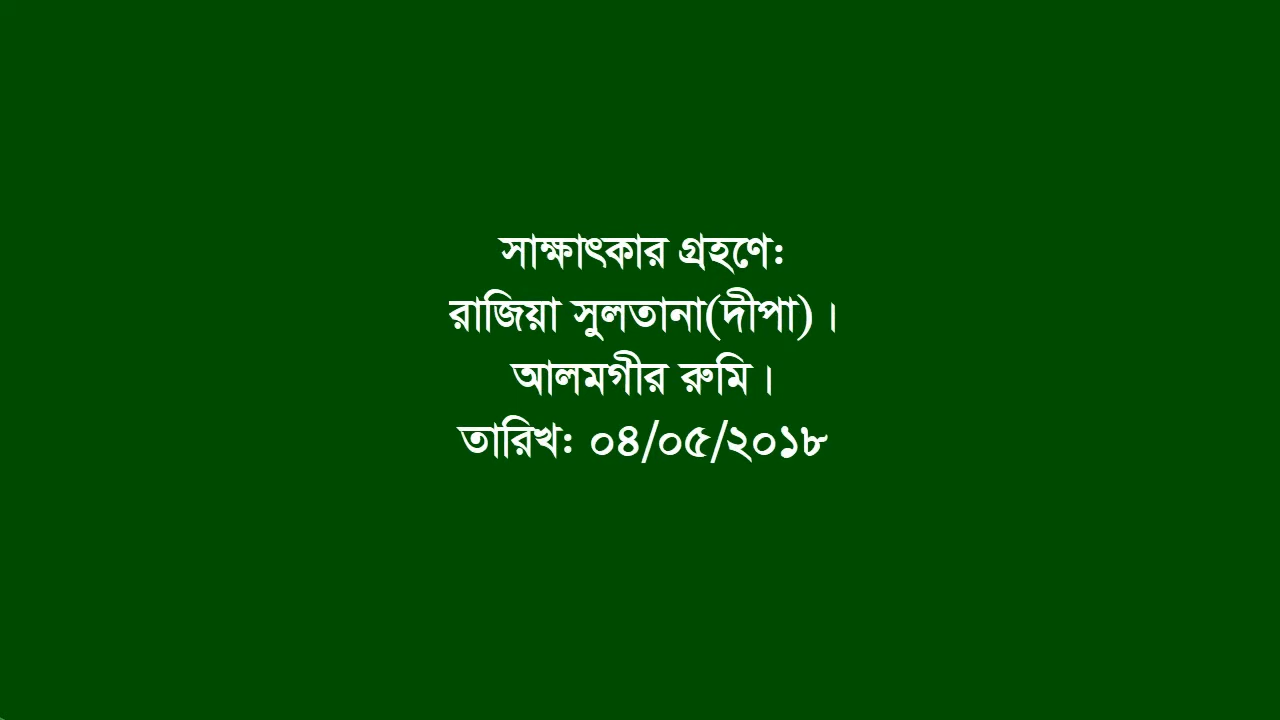 সাক্ষাৎকার গ্রহণে:
রাজিয়া সুলতানা(দীপা)।
আলমগীর রুমি।
তারিখ: ০৪/০৫/২০১৮